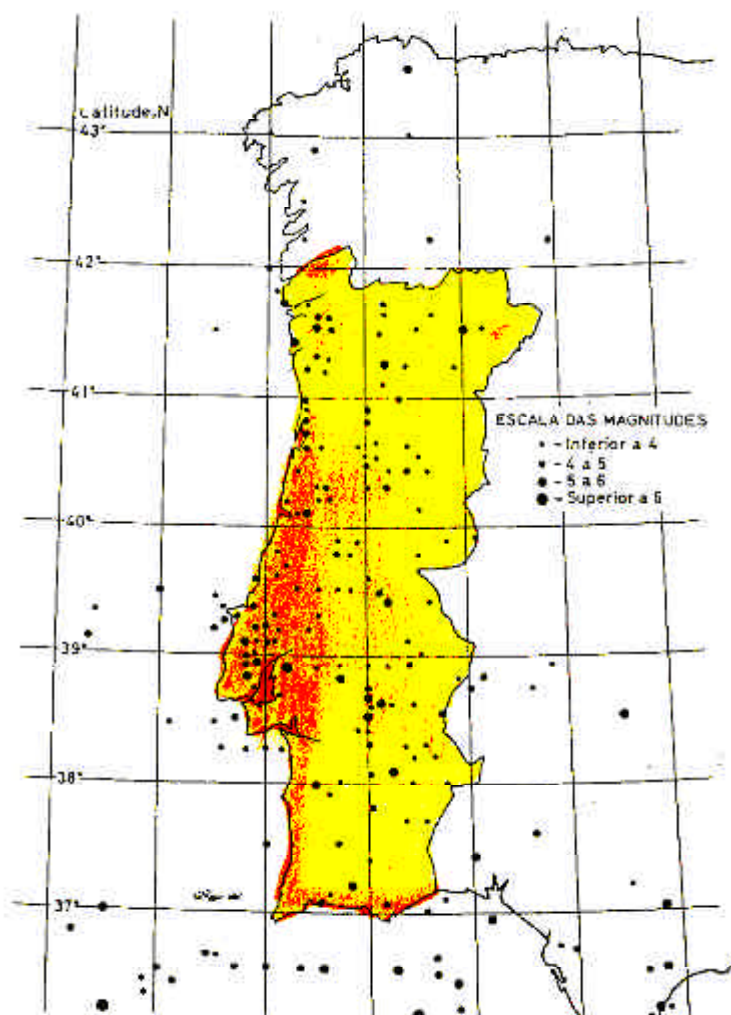 Latitude,N
43°
42°
41°
ESCALA DAS MAGNITUDES
- Inferior a 4
- 4 a 5
- 5 a 6
- Superior a 6
40°
39°
38°
37°